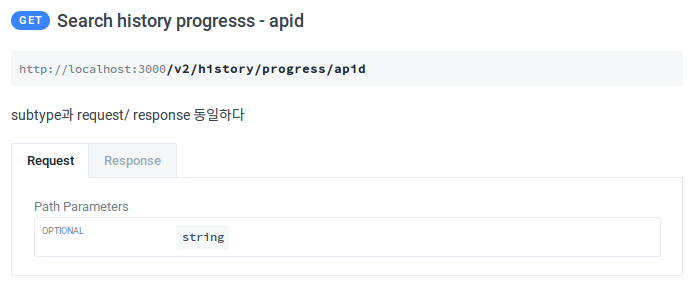 GET Search history progresss - apid
http://localhost:3000/v2/history/progress/apid
subtype과 request/ response 동일하다
Request Response
Path Parameters
OPTIONAL string